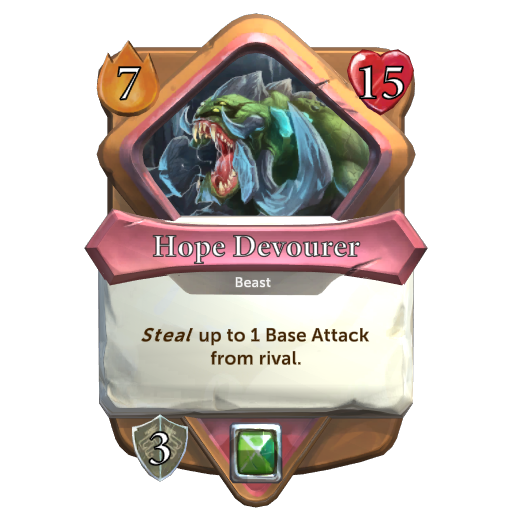 7
15
Hope Devourer
Beast
Steal up to 1 Base Attack
from rival.
3